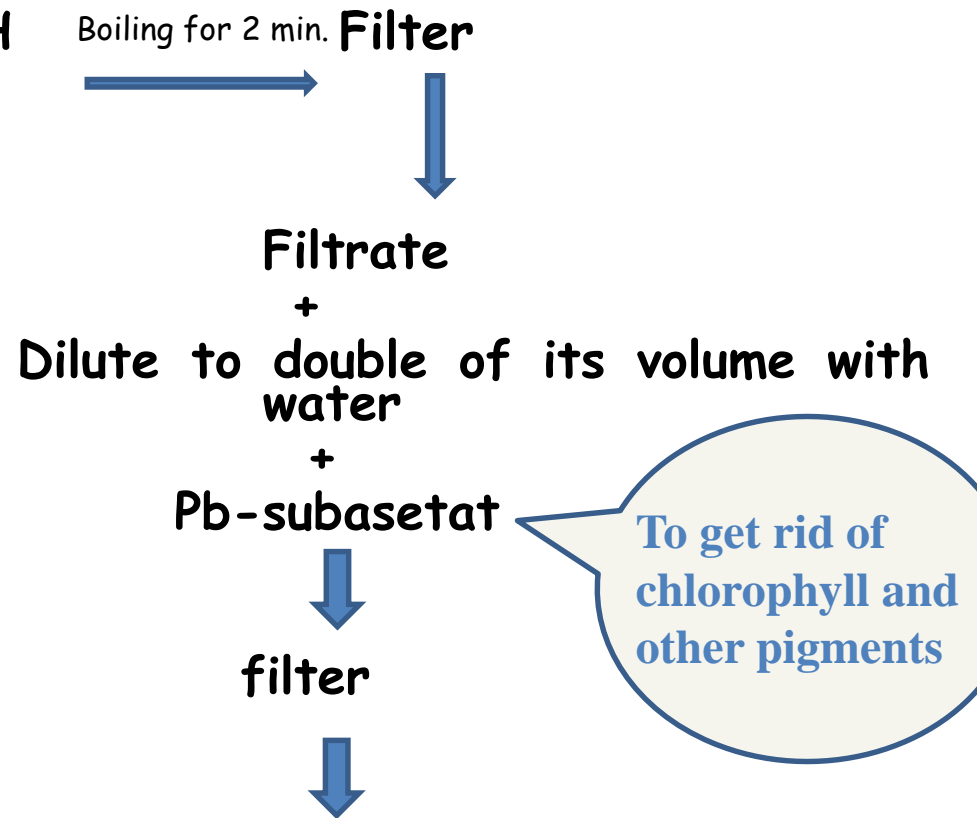 H Boiling for 2 min. Filter
Filtrate
+
Dilute to double of its volume with
water
+
Pb-subasetat
To get rid of
chlorophyll and
other pigments
filter